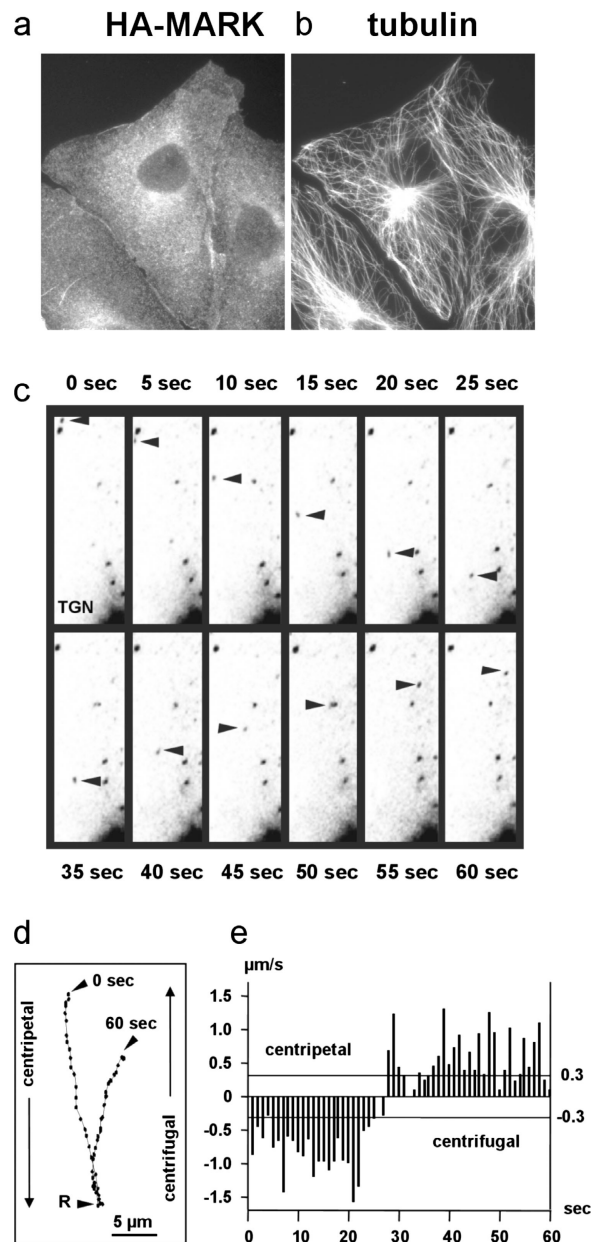 a HA-MARK b tubulin
c
0 sec 5 sec 10 sec 15 sec 20 sec 25 sec
TGN
35 sec 40 sec 45 sec 50 sec 55 sec 60 sec
d
0 sec
60 sec
centripetal
centrifugal
R
5 µm
e
µm/s
1.5
1.0
0.5
0
-0.5
-1.0
-1.5
centripetal
centrifugal
0.3
-0.3
sec
0 10 20 30 40 50 60